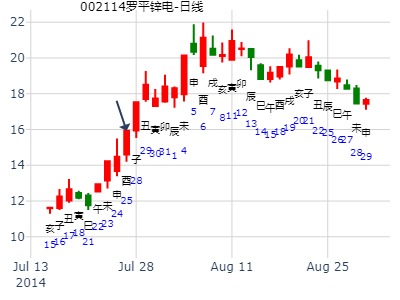 002114罗平锌电-日线
22
20
18
16
14
12
10
亥 子 丑 寅 巳 午 未 申 酉 子 丑 寅 卯 辰 未 申 酉 戌 亥 寅 卯 辰 巳 午 酉 戌 亥 子 丑 辰 巳 午 未 申
15 16 17 18 21 22 23 24 25 28 29 30 31 1 4 5 6 7 8 11 12 13 14 15 18 19 20 21 22 25 26 27 28 29
Jul 13 Jul 28 Aug 11 Aug 25
2014